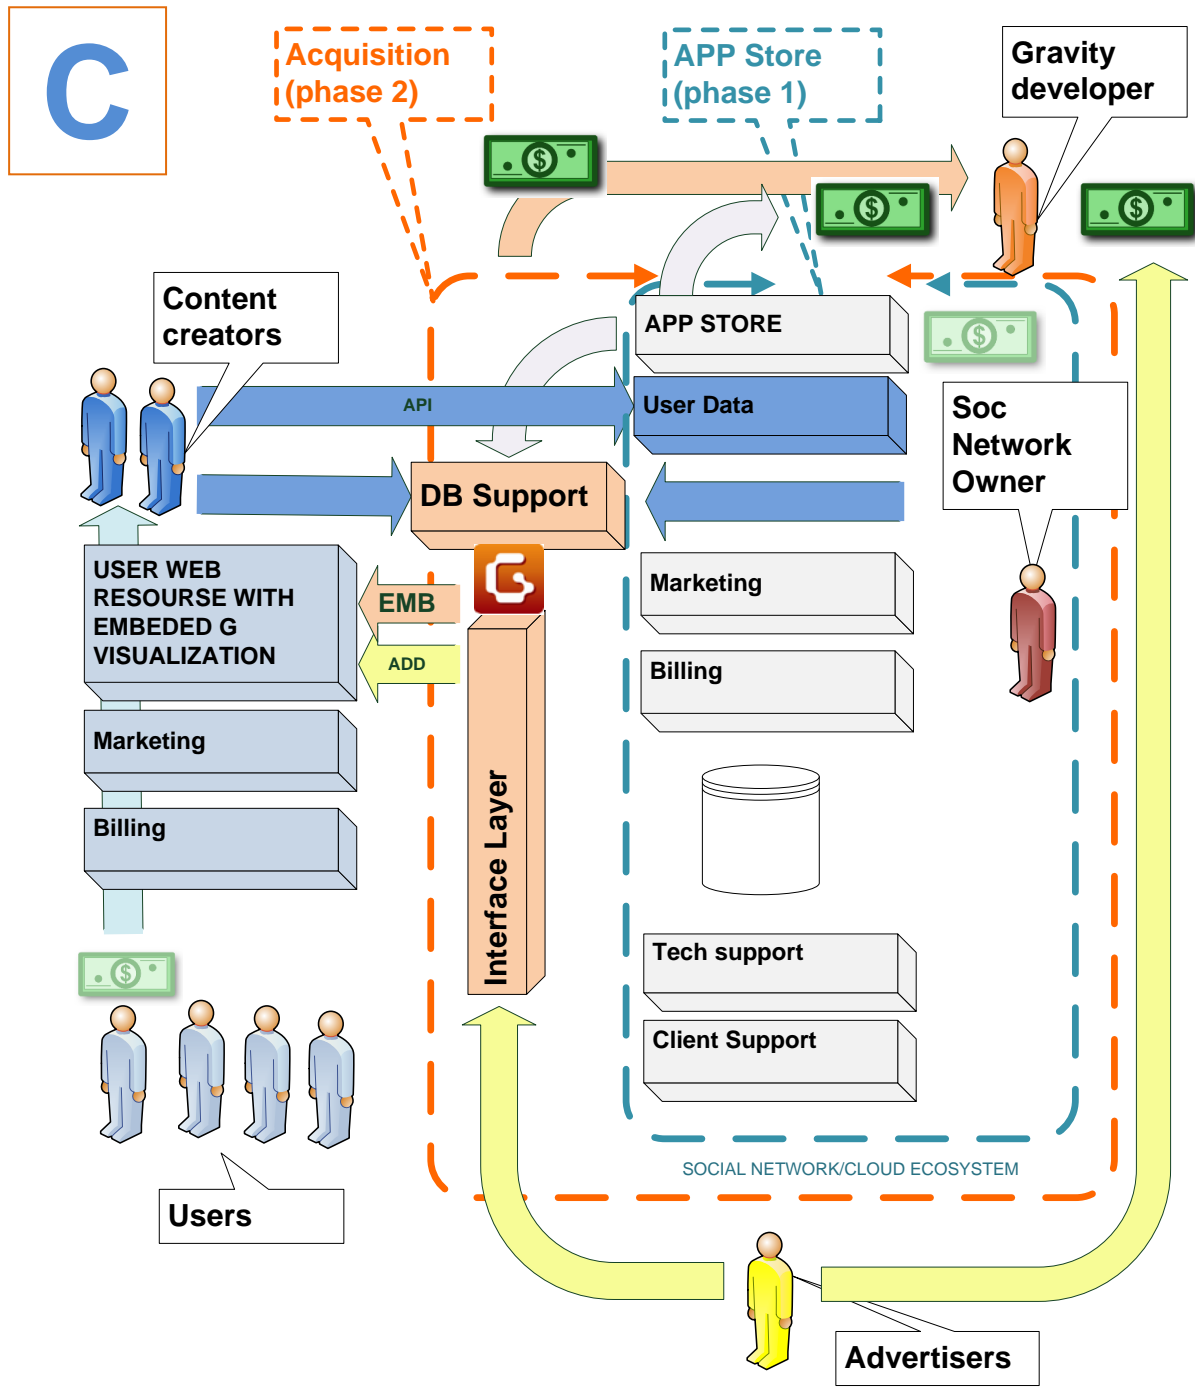 C
Acquisition
(phase 2)
APP Store
(phase 1)
Gravity
developer
$
$
$
Content
creators
APP STORE
$
API
User Data
Soc
Network
Owner
DB Support
USER WEB
RESOURSE WITH
EMBEDED G
VISUALIZATION
EMB
ADD
G
Marketing
Billing
Marketing
Billing
Interface Layer
Tech support
Client Support
$
SOCIAL NETWORK/CLOUD ECOSYSTEM
Users
Advertisers